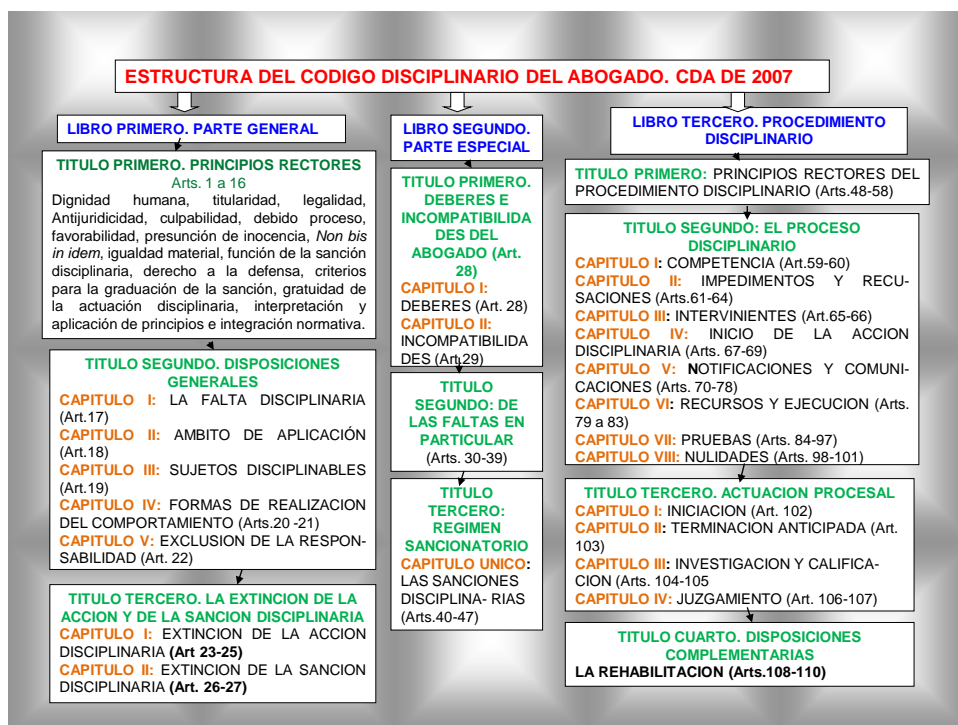 ESTRUCTURA DEL CODIGO DISCIPLINARIO DEL ABOGADO. CDA DE 2007
LIBRO PRIMERO. PARTE GENERAL
TITULO PRIMERO. PRINCIPIOS RECTORES
Arts. 1 a 16
Dignidad humana, titularidad, legalidad,
Antijuridicidad, culpabilidad, debido proceso,
favorabilidad, presunción de inocencia, Non bis
in idem, igualdad material, función de la sanción
disciplinaria, derecho a la defensa, criterios
para la graduación de la sanción, gratuidad de
la actuación disciplinaria, interpretación y
aplicación de principios e integración normativa.
TITULO SEGUNDO. DISPOSICIONES
GENERALES
CAPITULO I: LA FALTA DISCIPLINARIA
(Art.17)
CAPITULO II: AMBITO DE APLICACIÓN
(Art.18)
CAPITULO III: SUJETOS DISCIPLINABLES
(Art.19)
CAPITULO IV: FORMAS DE REALIZACION
DEL COMPORTAMIENTO (Arts.20 -21)
CAPITULO V: EXCLUSION DE LA RESPON-
SABILIDAD (Art. 22)
TITULO TERCERO. LA EXTINCION DE LA
ACCION Y DE LA SANCION DISCIPLINARIA
CAPITULO I: EXTINCION DE LA ACCION
DISCIPLINARIA (Art 23-25)
CAPITULO II: EXTINCION DE LA SANCION
DISCIPLINARIA (Art. 26-27)
LIBRO SEGUNDO.
PARTE ESPECIAL
TITULO PRIMERO.
DEBERES E
INCOMPATIBILIDA
DES DEL
ABOGADO (Art.
28)
CAPITULO I:
DEBERES (Art. 28)
CAPITULO II:
INCOMPATIBILIDA
DES (Art.29)
TITULO
SEGUNDO: DE
LAS FALTAS EN
PARTICULAR
(Arts. 30-39)
TITULO
TERCERO:
REGIMEN
SANCIONATORIO
CAPITULO UNICO:
LAS SANCIONES
DISCIPLINA- RIAS
(Arts.40-47)
LIBRO TERCERO. PROCEDIMIENTO
DISCIPLINARIO
TITULO PRIMERO: PRINCIPIOS RECTORES DEL
PROCEDIMIENTO DISCIPLINARIO (Arts.48-58)
TITULO SEGUNDO: EL PROCESO
DISCIPLINARIO
CAPITULO I: COMPETENCIA (Art.59-60)
CAPITULO II: IMPEDIMENTOS Y RECU-
SACIONES (Arts.61-64)
CAPITULO III: INTERVINIENTES (Art.65-66)
CAPITULO IV: INICIO DE LA ACCION
DISCIPLINARIA (Arts. 67-69)
CAPITULO V: NOTIFICACIONES Y COMUNI-
CACIONES (Arts. 70-78)
CAPITULO VI: RECURSOS Y EJECUCION (Arts.
79 a 83)
CAPITULO VII: PRUEBAS (Arts. 84-97)
CAPITULO VIII: NULIDADES (Arts. 98-101)
TITULO TERCERO. ACTUACION PROCESAL
CAPITULO I: INICIACION (Art. 102)
CAPITULO II: TERMINACION ANTICIPADA (Art.
103)
CAPITULO III: INVESTIGACION Y CALIFICA-
CION (Arts. 104-105
CAPITULO IV: JUZGAMIENTO (Art. 106-107)
TITULO CUARTO. DISPOSICIONES
COMPLEMENTARIAS
LA REHABILITACION (Arts.108-110)